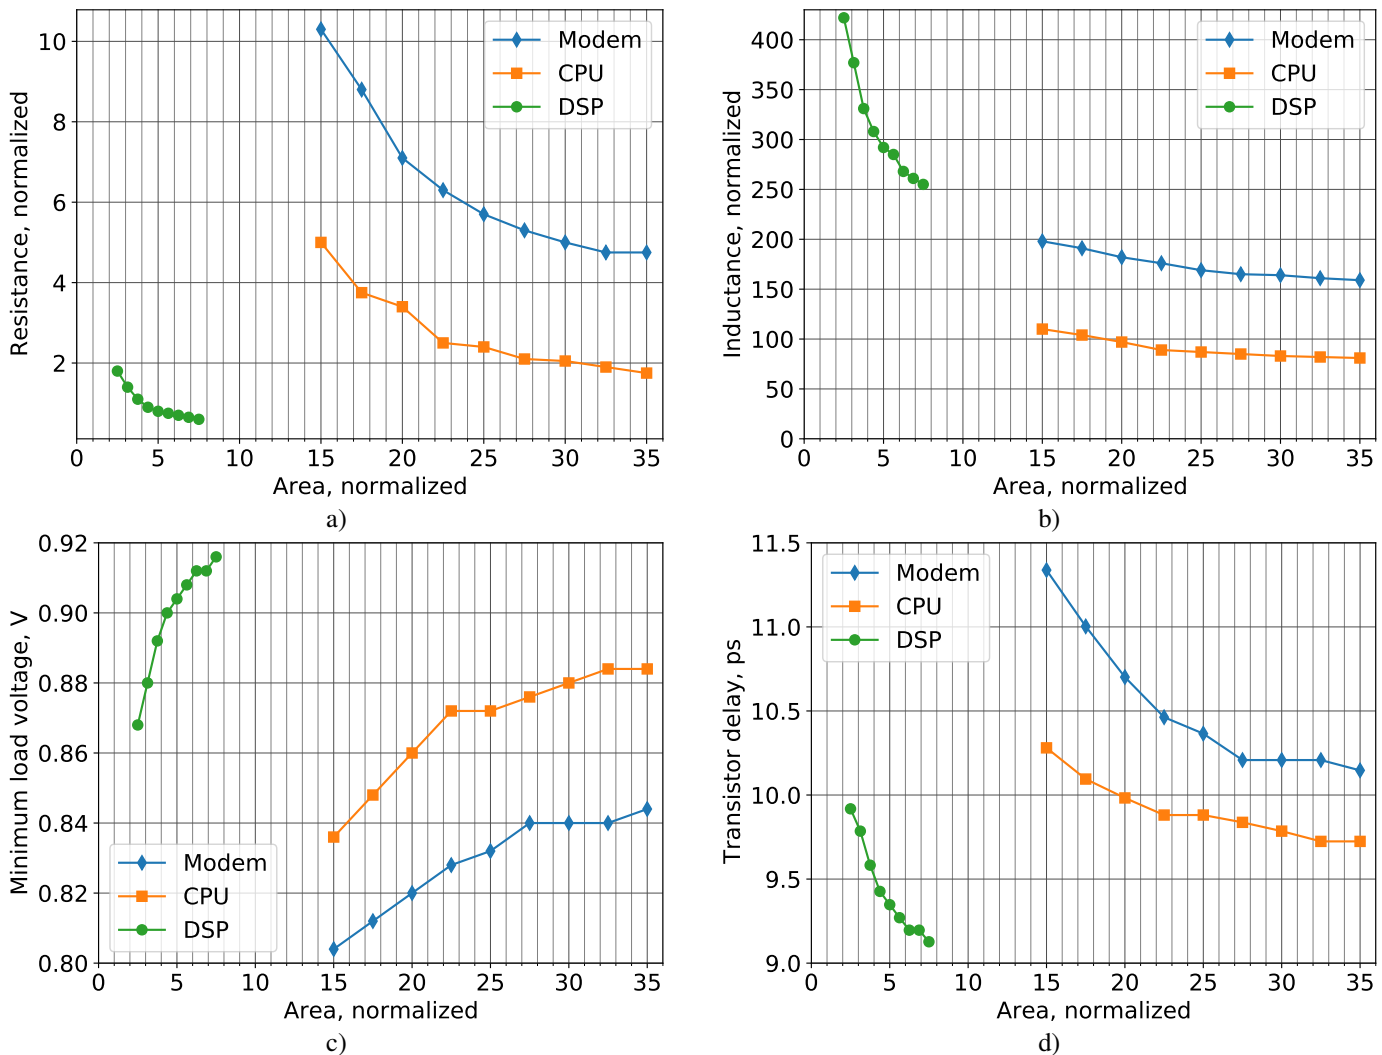 Resistance, normalized
10
8
6
4
2
Modem
CPU
DSP
0 5 10 15 20 25 30 35
Area, normalized
a)
Inductance, normalized
400
350
300
250
200
150
100
50
0
Modem
CPU
DSP
0 5 10 15 20 25 30 35
Area, normalized
b)
Minimum load voltage, V
0.92
0.90
0.88
0.86
0.84
0.82
0.80
Modem
CPU
DSP
0 5 10 15 20 25 30 35
Area, normalized
c)
Transistor delay, ps
11.5
11.0
10.5
10.0
9.5
9.0
Modem
CPU
DSP
0 5 10 15 20 25 30 35
Area, normalized
d)